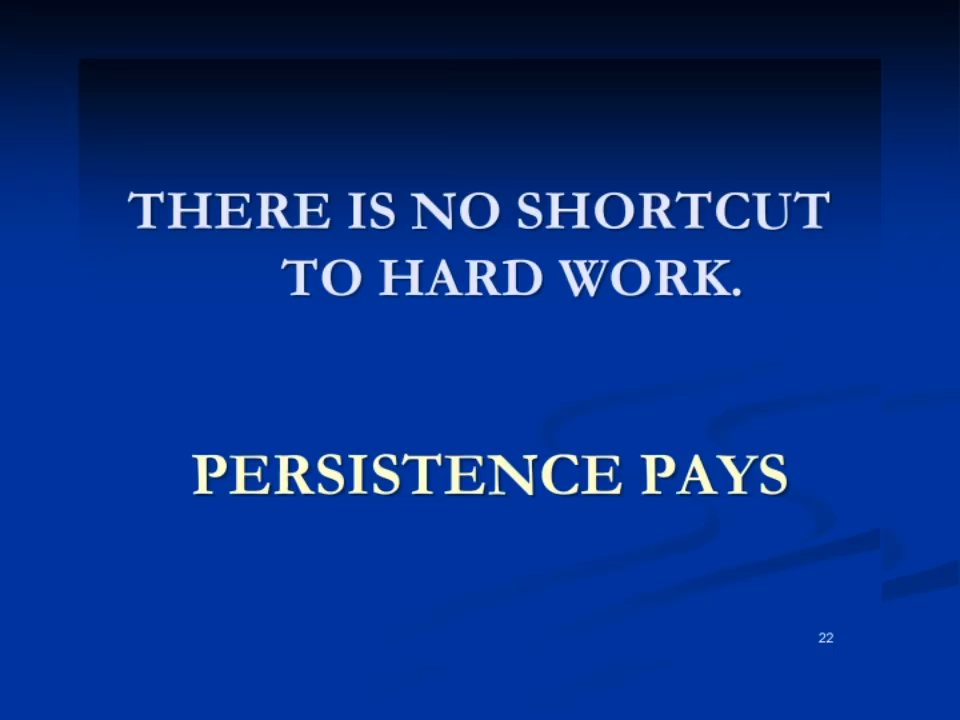 THERE IS NO SHORTCUT
TO HARD WORK.
PERSISTENCE PAYS
22